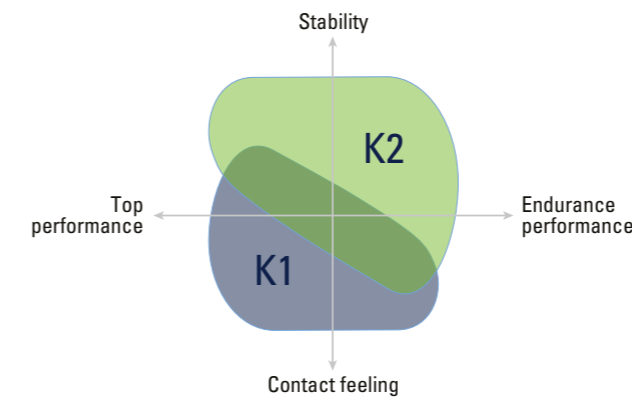 Stability
K2
Top
performance
Endurance
performance
K1
Contact feeling